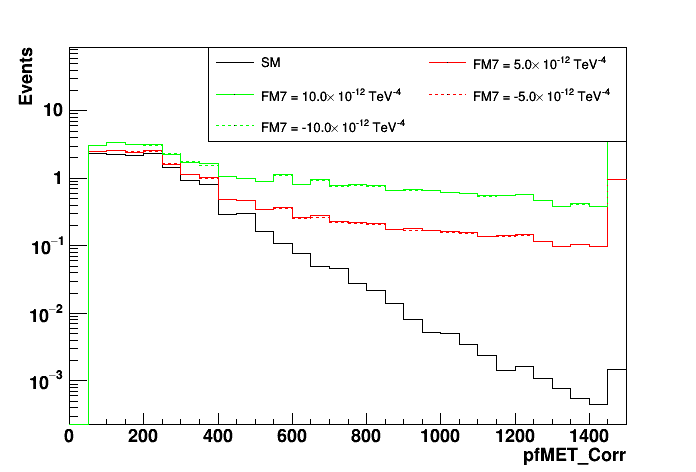 Events
SM
FM7 = 5.0× 10⁻¹² TeV⁻⁴
FM7 = 10.0× 10⁻¹² TeV⁻⁴
FM7 = -5.0× 10⁻¹² TeV⁻⁴
FM7 = -10.0× 10⁻¹² TeV⁻⁴
10
1
10⁻¹
10⁻²
10⁻³
0 200 400 600 800 1000 1200 1400
pfMET_Corr